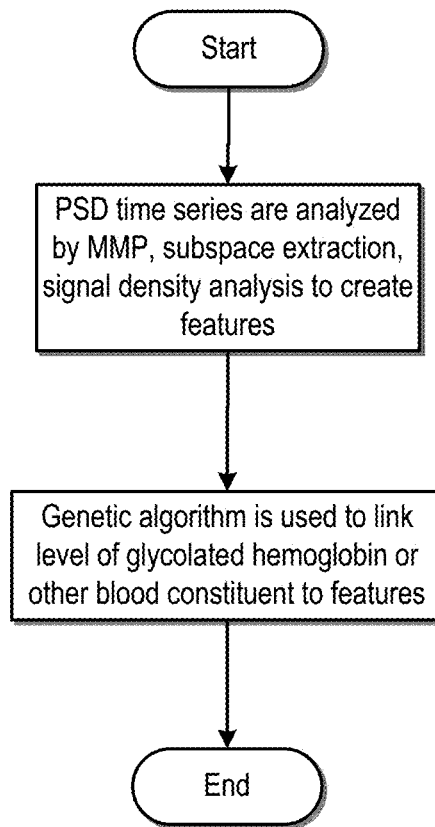 Start
PSD time series are analyzed
by MMP, subspace extraction,
signal density analysis to create
features
Genetic algorithm is used to link
level of glycolated hemoglobin or
other blood constituent to features
End